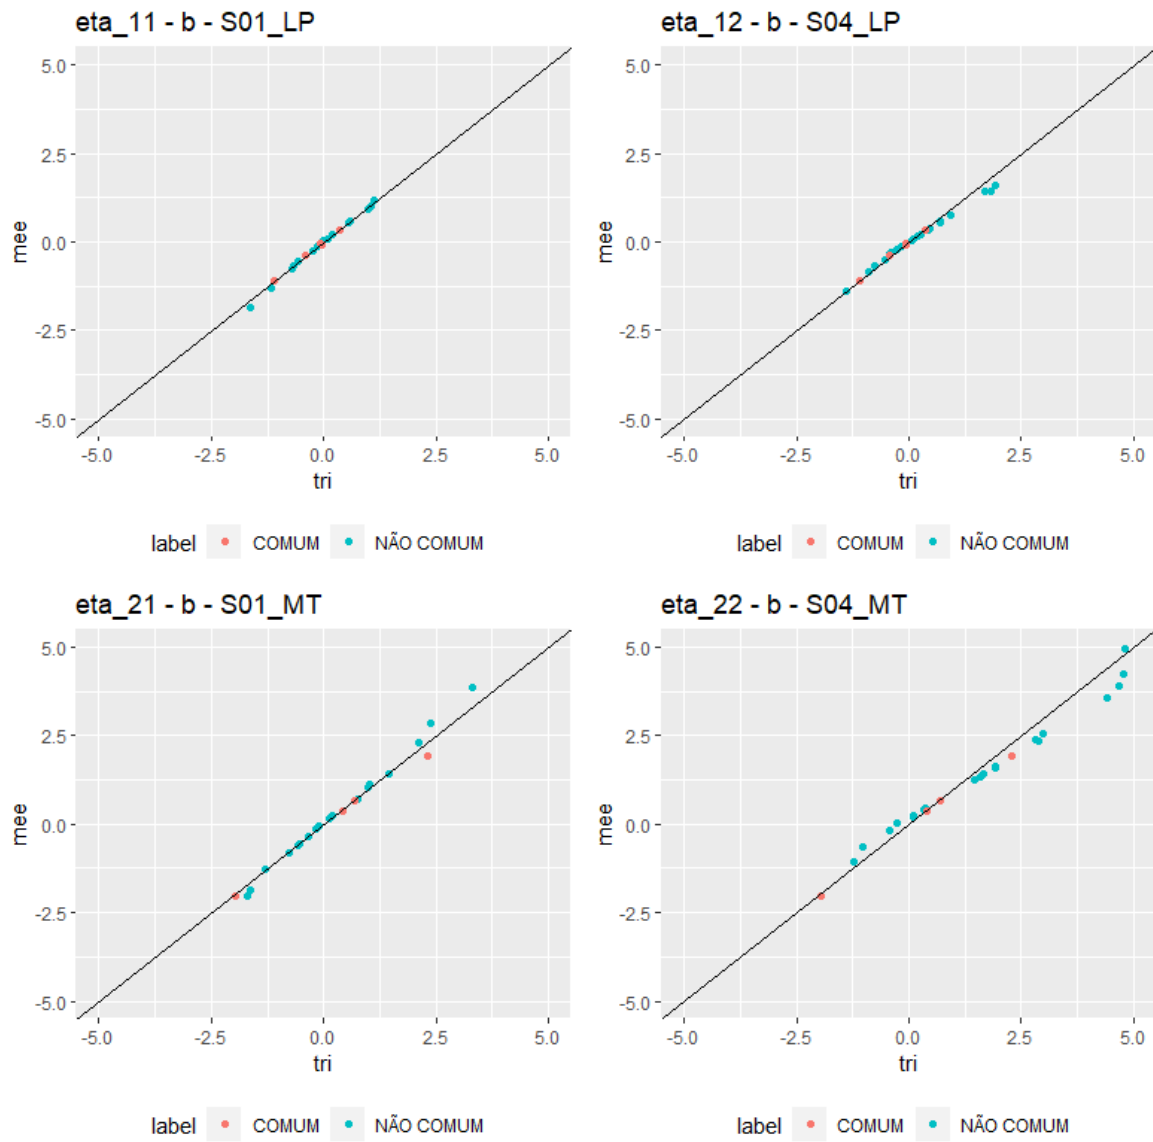 eta_11 - b - S01_LP
5.0
2.5
0.0
-2.5
-5.0
mee
-5.0 -2.5 0.0 2.5 5.0
tri
label COMUM NÃO COMUM
eta_12 - b - S04_LP
5.0
2.5
0.0
-2.5
-5.0
mee
-5.0 -2.5 0.0 2.5 5.0
tri
label COMUM NÃO COMUM
eta_21 - b - S01_MT
5.0
2.5
0.0
-2.5
-5.0
mee
-5.0 -2.5 0.0 2.5 5.0
tri
label COMUM NÃO COMUM
eta_22 - b - S04_MT
5.0
2.5
0.0
-2.5
-5.0
mee
-5.0 -2.5 0.0 2.5 5.0
tri
label COMUM NÃO COMUM